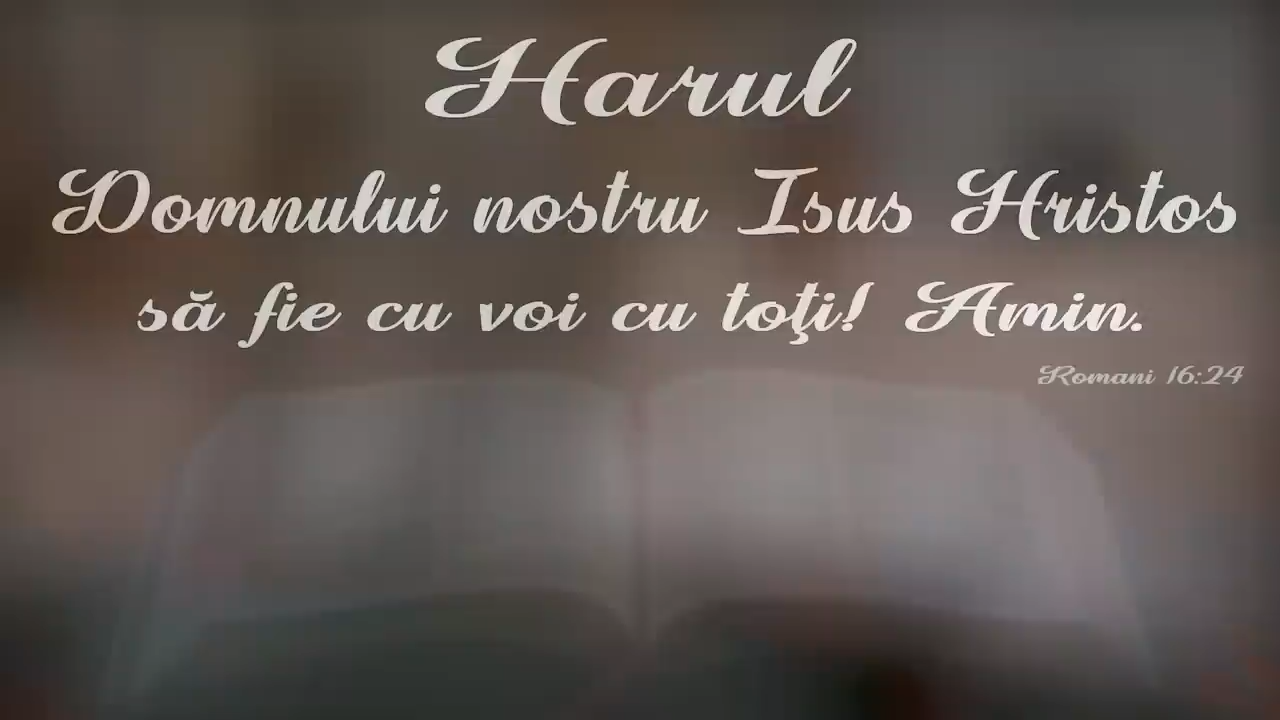 Harul
Domnului nostru Isus Hristos
să fie cu voi cu toţi! Amin.
Romani 16:24